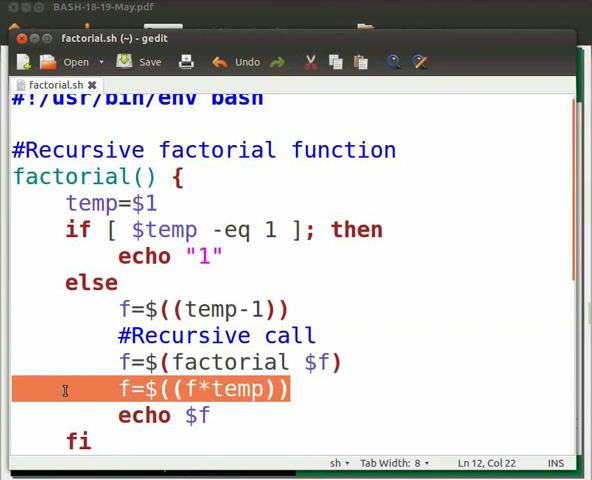 BASH-18-19-May.pdf
factorial.sh (~) - gedit
Open Save Undo
factorial.sh
#!/usr/bin/env bash
#Recursive factorial function
factorial() {
temp=$1
if [ $temp -eq 1 ]; then
echo "1"
else
f=$((temp-1))
#Recursive call
f=$(factorial $f)
f=$((f*temp))
echo $f
fi
sh Tab Width: 8 Ln 12, Col 22 INS